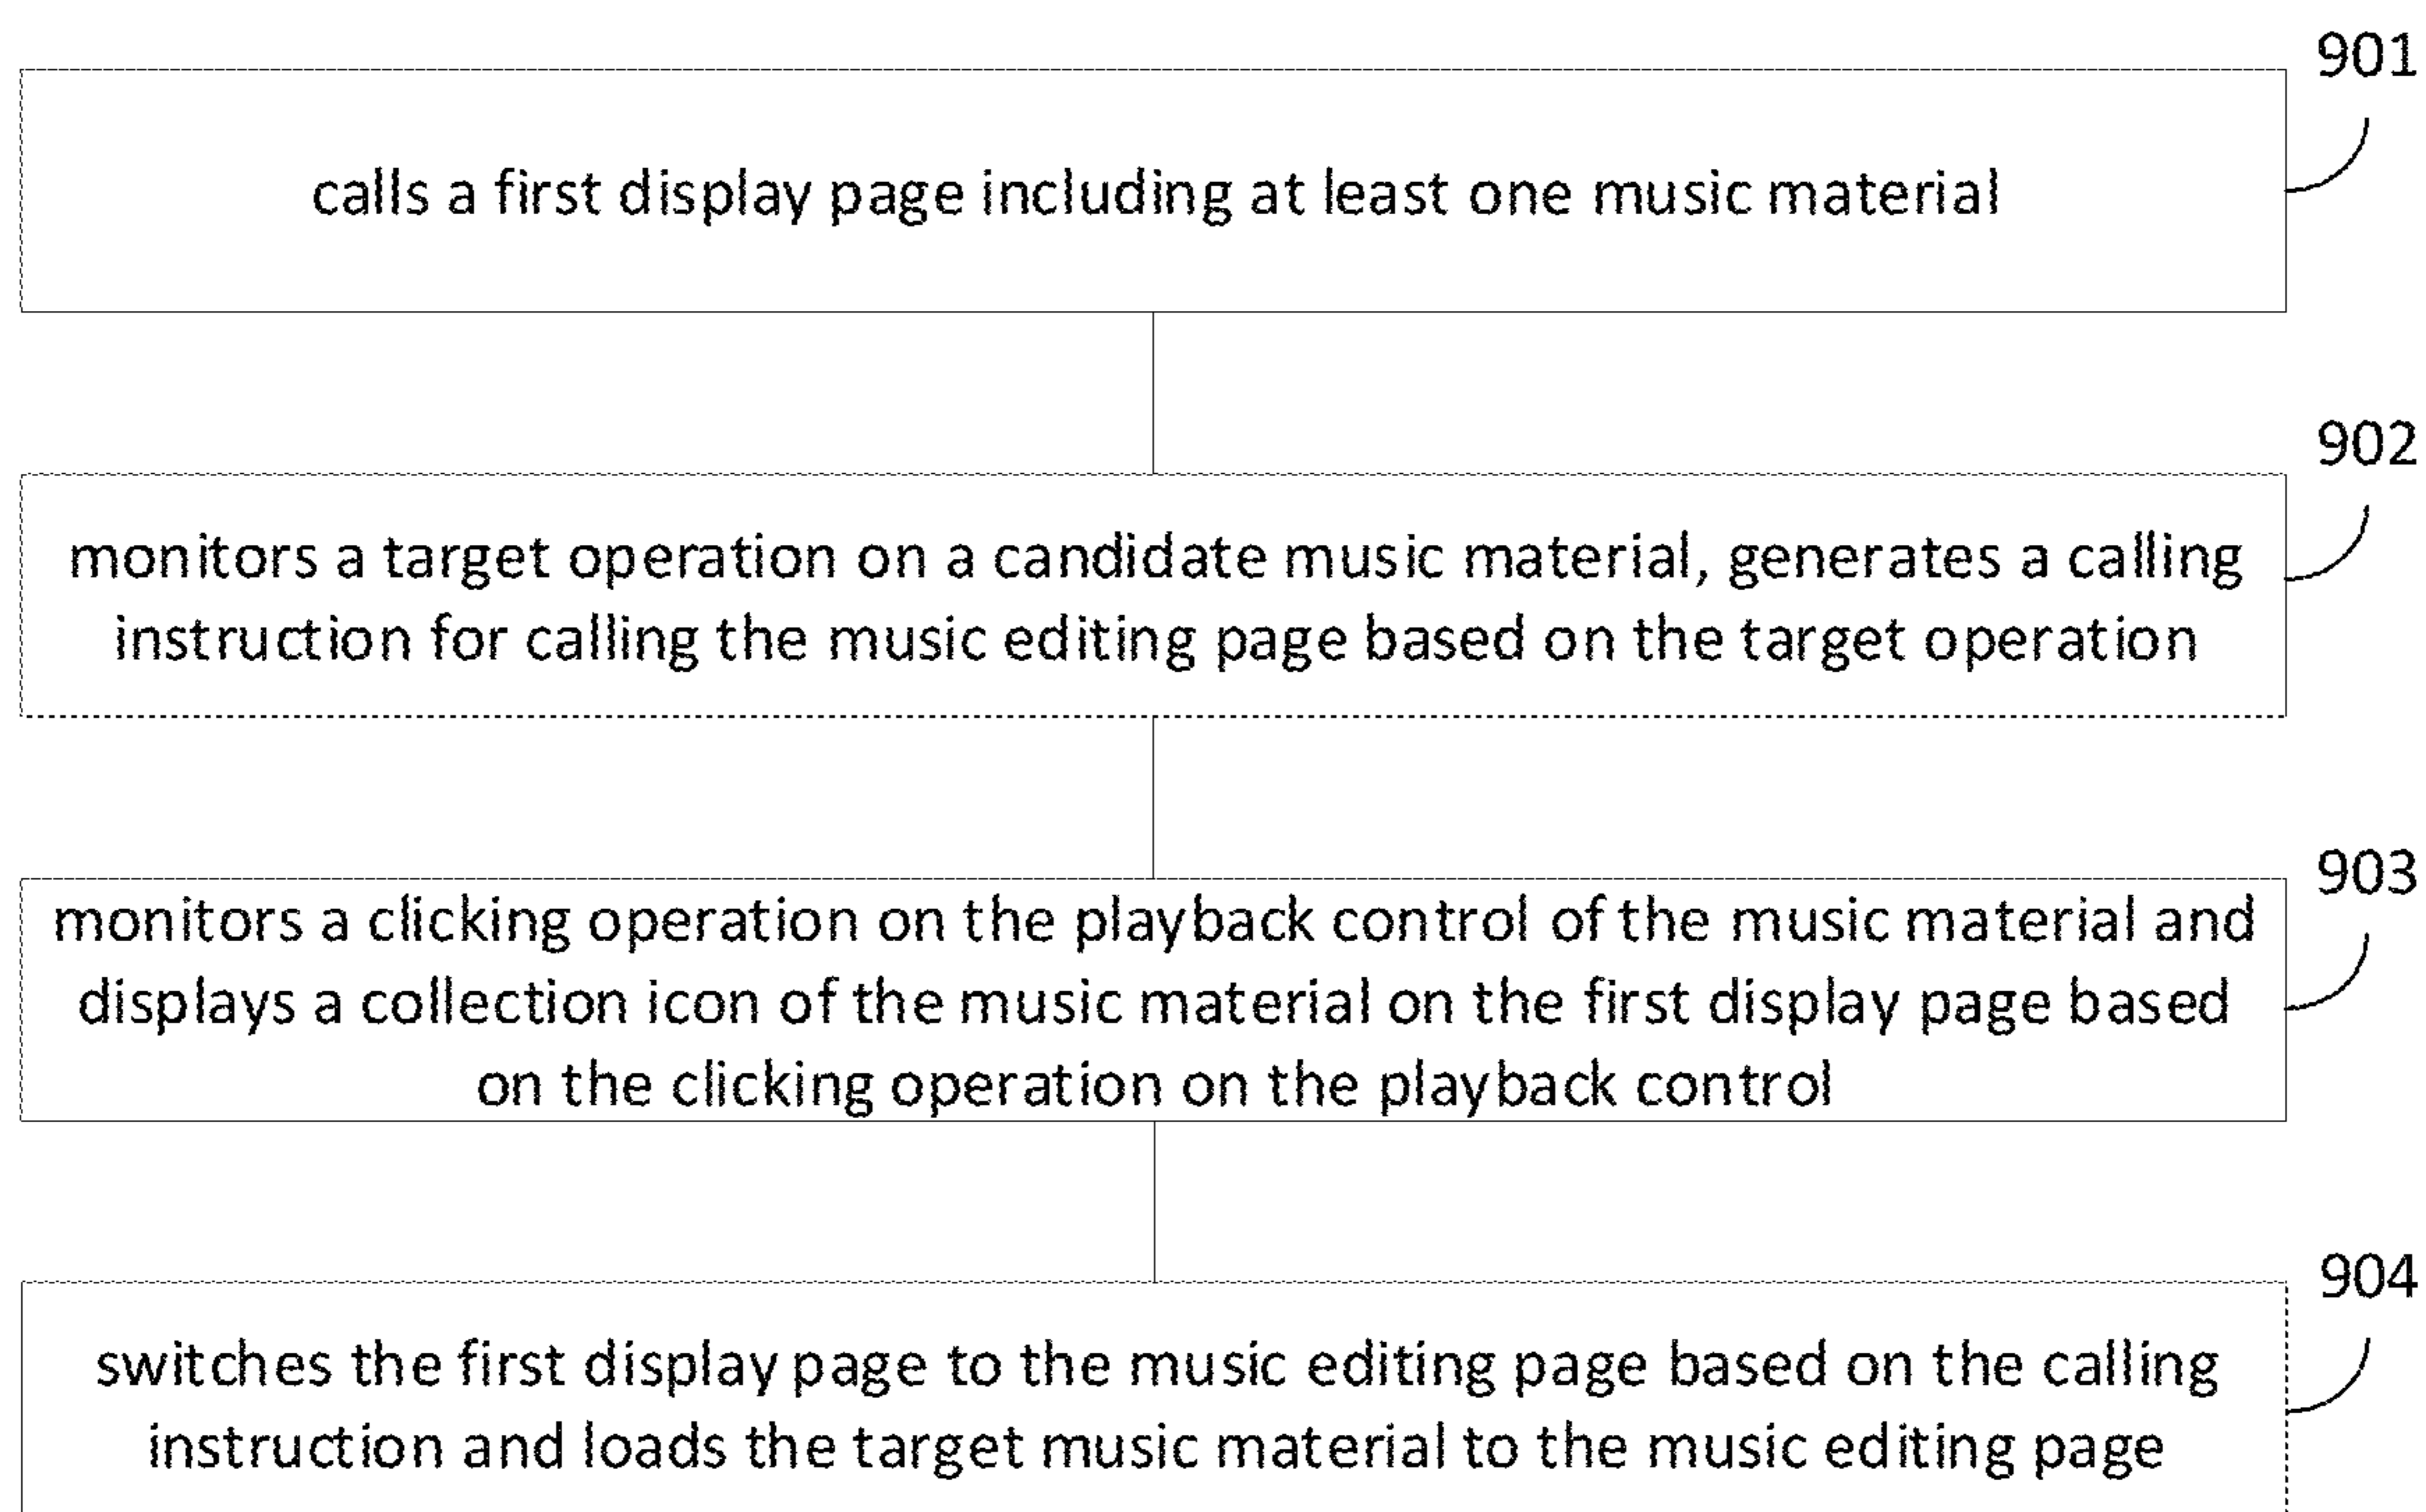 901
calls a first display page including at least one music material
902
monitors a target operation on a candidate music material, generates a calling
instruction for calling the music editing page based on the target operation
903
monitors a clicking operation on the playback control of the music material and
displays a collection icon of the music material on the first display page based
on the clicking operation on the playback control
904
switches the first display page to the music editing page based on the calling
instruction and loads the target music material to the music editing page